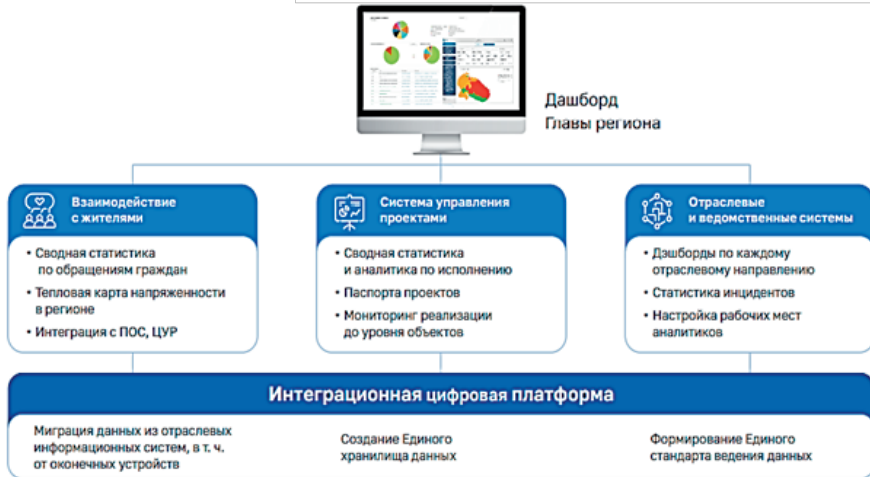 Дашборд
Главы региона
Взаимодействие
с жителями
• Сводная статистика
по обращениям граждан
• Тепловая карта напряженности
в регионе
• Интеграция с ПОС, ЦУР
Система управления
проектами
• Сводная статистика
и аналитика по исполнению
• Паспорта проектов
• Мониторинг реализации
до уровня объектов
Отраслевые
и ведомственные системы
• Дэшборды по каждому
отраслевому направлению
• Статистика инцидентов
• Настройка рабочих мест
аналитиков
Интеграционная цифровая платформа
Миграция данных из отраслевых
информационных систем, в т. ч.
от оконечных устройств
Создание Единого
хранилища данных
Формирование Единого
стандарта ведения данных